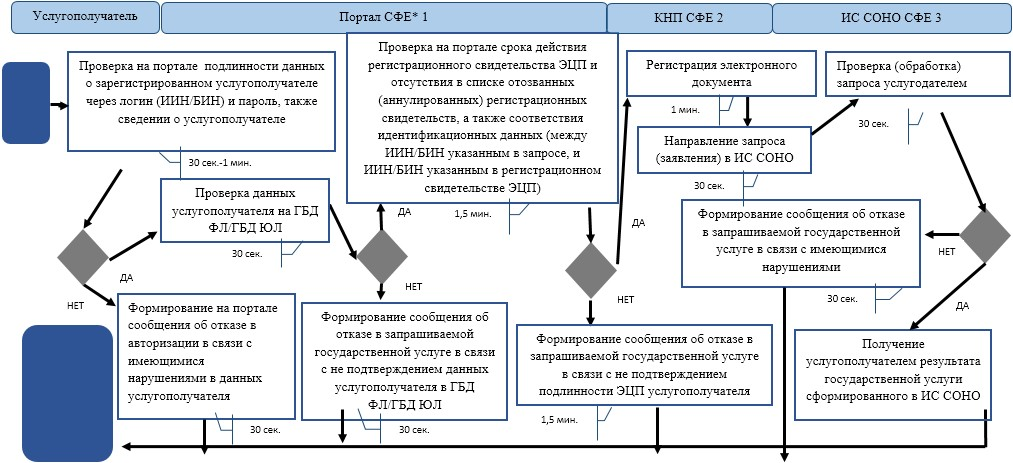 Услугополучатель
Портал СФЕ* 1
КНП СФЕ 2
ИС СОНО СФЕ 3
Проверка на портале подлинности данных
о зарегистрированном услугополучателе
через логин (ИИН/БИН) и пароль, также
сведении о услугополучателе
30 сек.-1 мин.
Проверка на портале срока действия
регистрационного свидетельства ЭЦП и
отсутствия в списке отозванных
(аннулированных) регистрационных
свидетельств, а также соответствия
идентификационных данных (между
ИИН/БИН указанным в запросе, и
ИИН/БИН указанным в регистрационном
свидетельстве ЭЦП)
1,5 мин.
Регистрация электронного
документа
1 мин.
Проверка (обработка)
запроса услугодателем
30 сек.
Направление запроса
(заявления) в ИС СОНО
30 сек.
Проверка данных
услугополучателя на ГБД
ФЛ/ГБД ЮЛ
30 сек.
ДА
ДА
ДА
Формирование сообщения об отказе
в запрашиваемой государственной
услуге в связи с имеющимися
нарушениями
30 сек.
НЕТ
ДА
НЕТ
НЕТ
НЕТ
Формирование на портале
сообщения об отказе в
авторизации в связи с
имеющимися
нарушениями в данных
услугополучателя
30 сек.
Формирование сообщения об
отказе в запрашиваемой
государственной услуге в связи
с не подтверждением данных
услугополучателя в ГБД
ФЛ/ГБД ЮЛ
30 сек.
Формирование сообщения об отказе в
запрашиваемой государственной услуге
в связи с не подтверждением
подлинности ЭЦП услугополучателя
1,5 мин.
Получение
услугополучателем результата
государственной услуги
сформированного в ИС СОНО